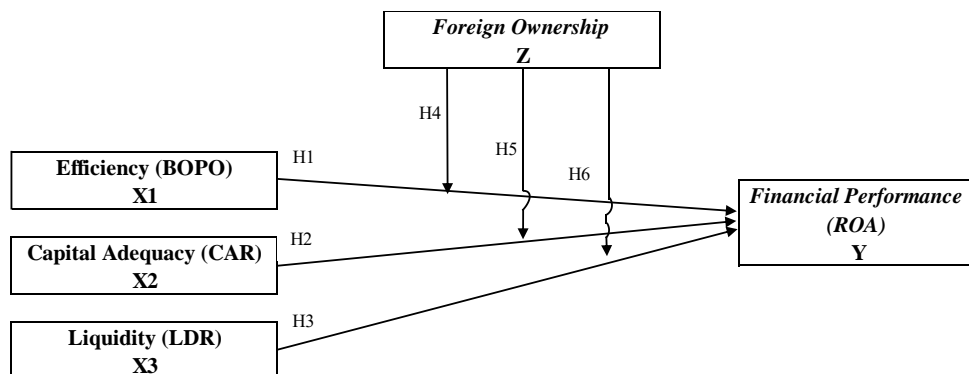 Foreign Ownership
Z
H4
H5
H6
H1
Efficiency (BOPO)
X1
Financial Performance
(ROA)
Y
H2
Capital Adequacy (CAR)
X2
H3
Liquidity (LDR)
X3